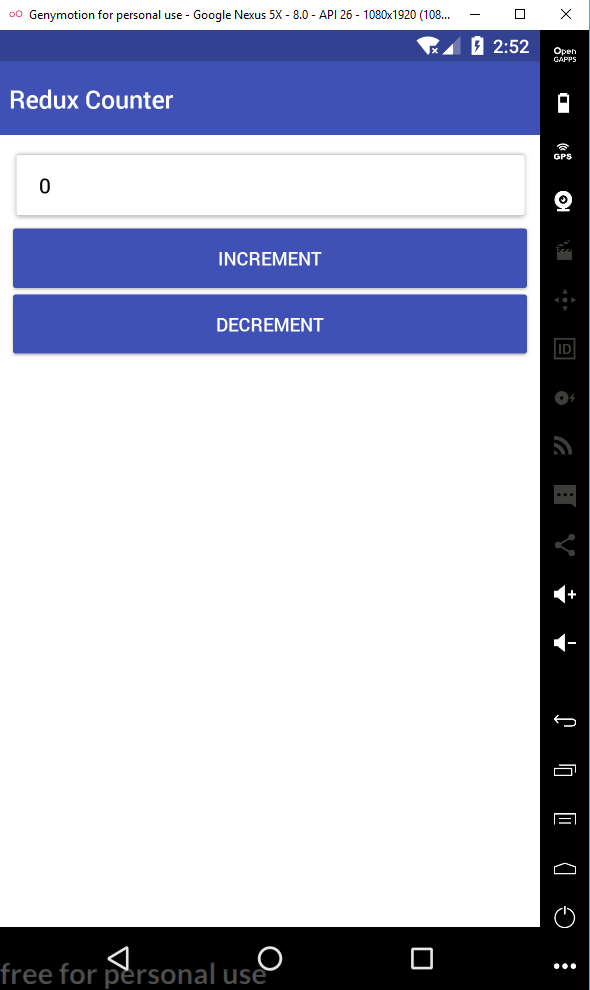 Genymotion for personal use - Google Nexus 5X - 8.0 - API 26 - 1080x1920 (108...
2:52
Open
GAPPS
Redux Counter
GPS
0
INCREMENT
DECREMENT
ID
free for personal use